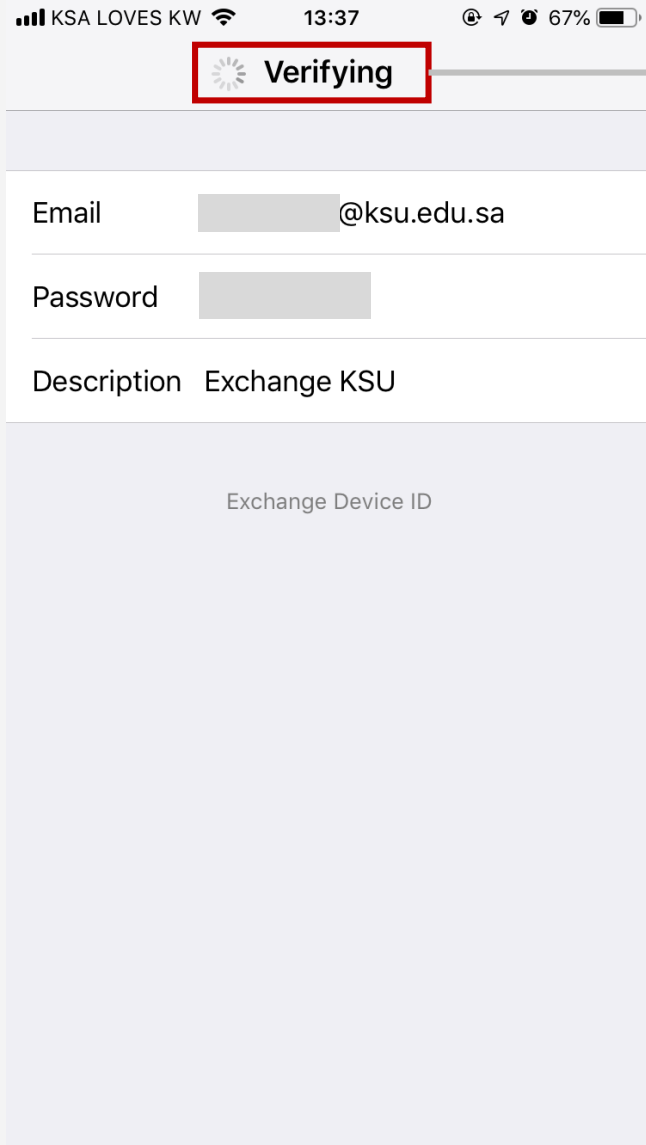 KSA LOVES KW 13:37 67%
Verifying
Email @ksu.edu.sa
Password
Description Exchange KSU
Exchange Device ID